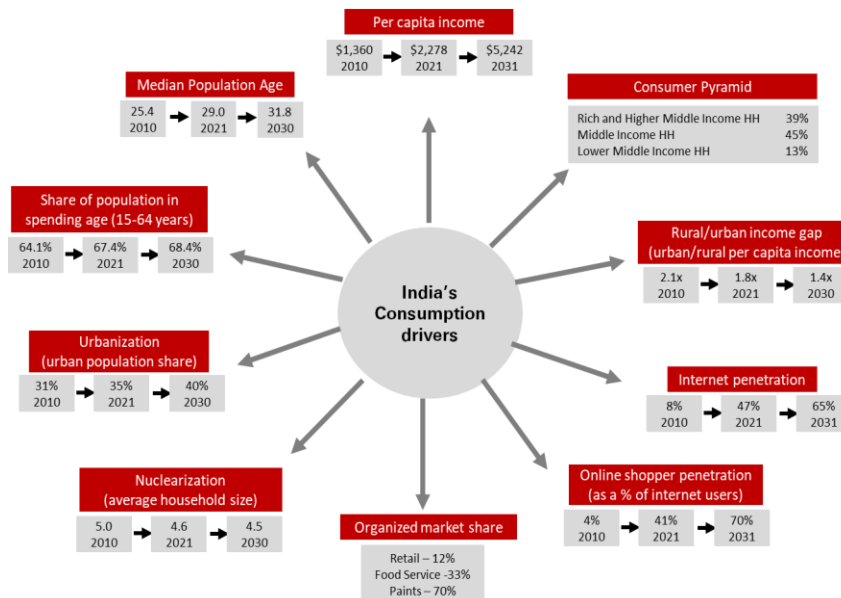 Per capita income
$1,360 $2,278 $5,242
2010 2021 2031
Median Population Age
25.4 29.0 31.8
2010 2021 2030
Consumer Pyramid
Rich and Higher Middle Income HH 39%
Middle Income HH 45%
Lower Middle Income HH 13%
Share of population in
spending age (15-64 years)
64.1% 67.4% 68.4%
2010 2021 2030
Rural/urban income gap
(urban/rural per capita income
2.1x 1.8x 1.4x
2010 2021 2030
India's
Consumption
drivers
Urbanization
(urban population share)
31% 35% 40%
2010 2021 2030
Internet penetration
8% 47% 65%
2010 2021 2031
Nuclearization
(average household size)
5.0 4.6 4.5
2010 2021 2030
Organized market share
Retail – 12%
Food Service -33%
Paints – 70%
Online shopper penetration
(as a % of internet users)
4% 41% 70%
2010 2021 2031